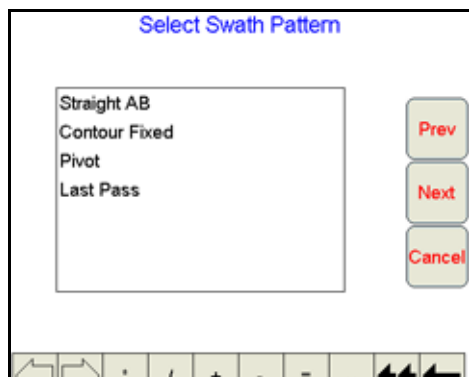 Select Swath Pattern
Straight AB
Contour Fixed
Pivot
Last Pass
Prev
Next
Cancel